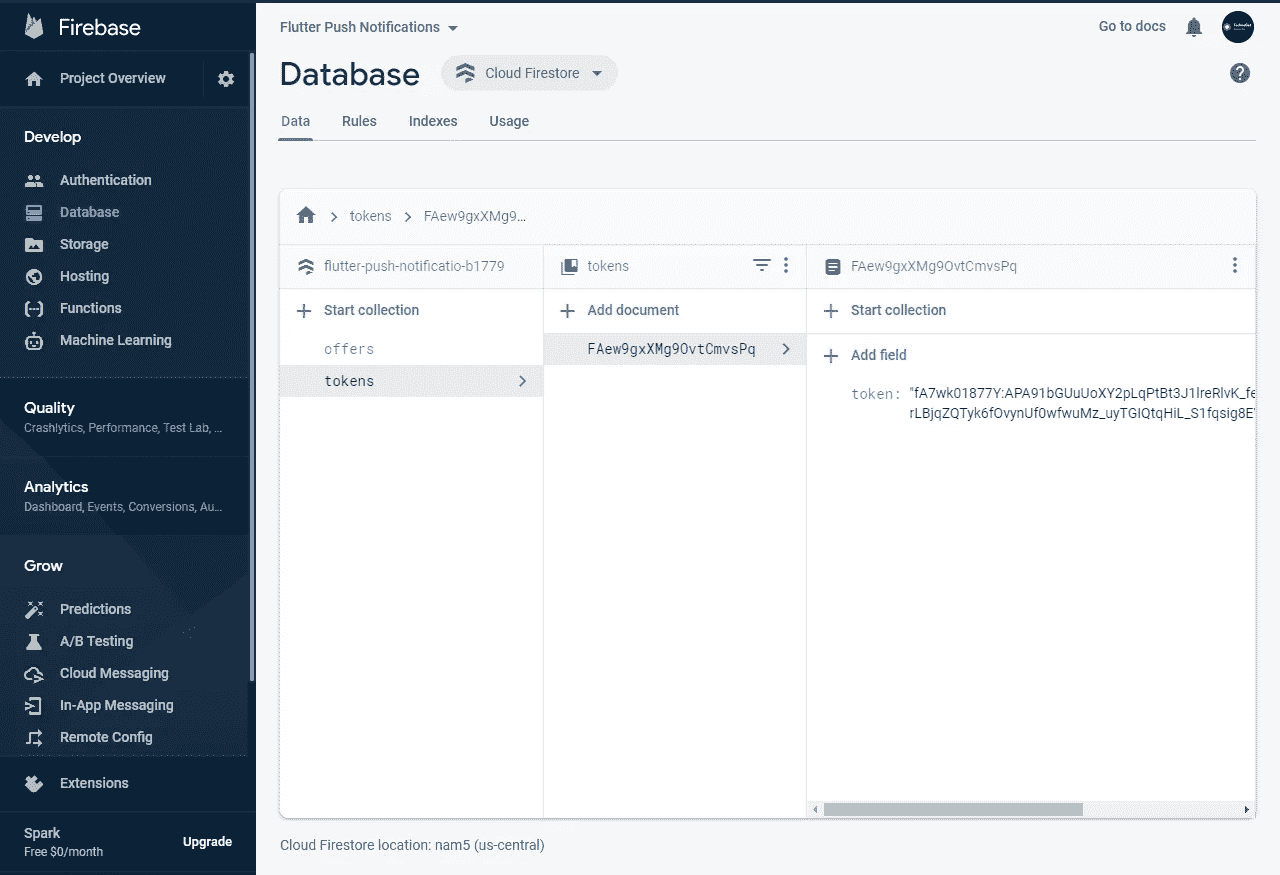 Firebase
Project Overview
Develop
Authentication
Database
Storage
Hosting
Functions
Machine Learning
Quality
Crashlytics, Performance, Test Lab, ...
Analytics
Dashboard, Events, Conversions, Au...
Grow
Predictions
A/B Testing
Cloud Messaging
In-App Messaging
Remote Config
Extensions
Spark
Free $0/month
Upgrade
Flutter Push Notifications
Go to docs
Database
Cloud Firestore
Data Rules Indexes Usage
tokens FAew9gxXMg9...
flutter-push-notificatio-b1779
Start collection
offers
tokens
tokens
Add document
FAew9gxXMg9OvtCmvsPq
FAew9gxXMg9OvtCmvsPq
Start collection
Add field
token: "fA7wk01877Y:APA91bGUuUoXY2pLqPtBt3J1lreRlvK_fe
rLBjqZQTyk6fOvynUf0wfwuMz_uyTGIQtqHiL_S1fqsig8E
Cloud Firestore location: nam5 (us-central)